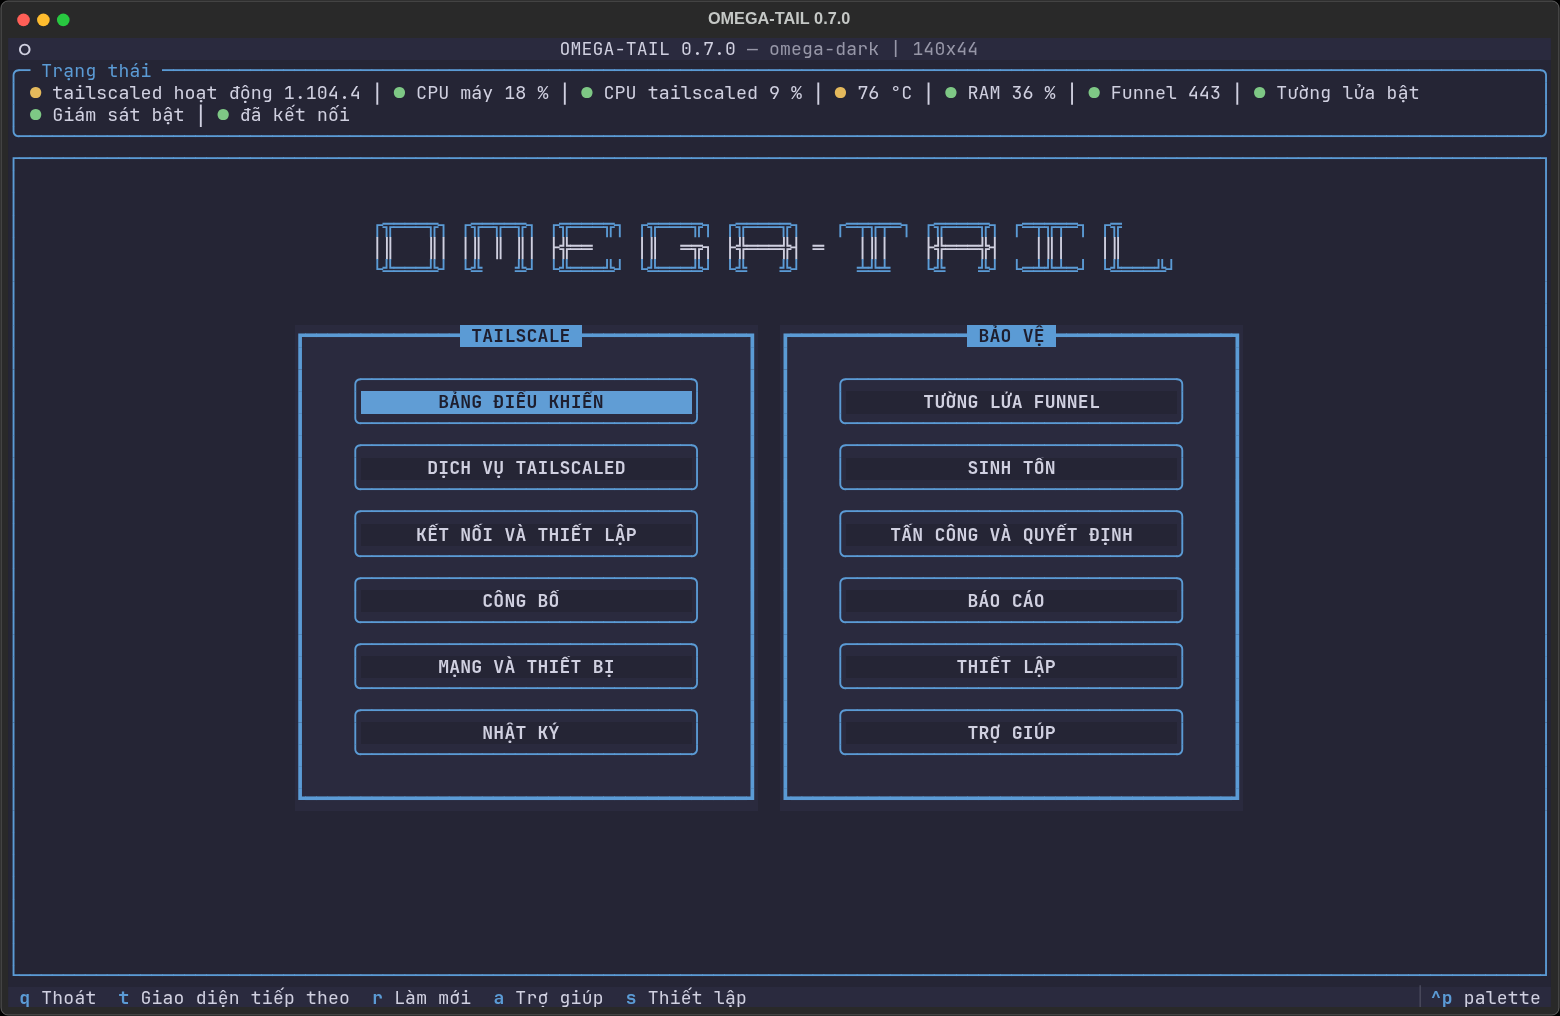 OMEGA-TAIL 0.7.0
OMEGA-TAIL 0.7.0 — omega-dark | 140x44
Trạng thái
tailscaled hoạt động 1.104.4 | CPU máy 18 % | CPU tailscaled 9 % | 76 °C | RAM 36 % | Funnel 443 | Tường lửa bật
Giám sát bật | đã kết nối
OMEGA-TAIL
TAILSCALE
BẢNG ĐIỀU KHIỂN
DỊCH VỤ TAILSCALED
KẾT NỐI VÀ THIẾT LẬP
CÔNG BỐ
MẠNG VÀ THIẾT BỊ
NHẬT KÝ
BẢO VỆ
TƯỜNG LỬA FUNNEL
SINH TỒN
TẤN CÔNG VÀ QUYẾT ĐỊNH
BÁO CÁO
THIẾT LẬP
TRỢ GIÚP
q Thoát t Giao diện tiếp theo r Làm mới a Trợ giúp s Thiết lập ^p palette